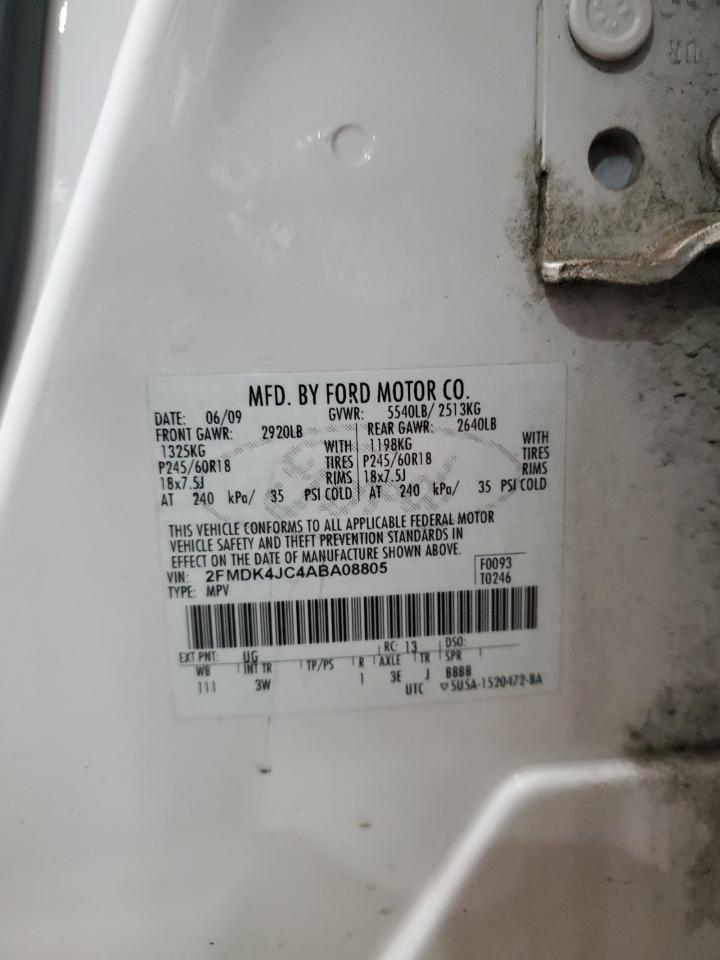 MFD. BY FORD MOTOR CO.
DATE: 06/09 GVWR: 5540LB/ 2513KG
FRONT GAWR: 2920LB REAR GAWR: 2640LB
1325KG WITH 1198KG WITH
P245/60R18 TIRES P245/60R18 TIRES
18x7.5J RIMS 18x7.5J RIMS
AT 240 kPa/ 35 PSI COLD AT 240 kPa/ 35 PSI COLD
THIS VEHICLE CONFORMS TO ALL APPLICABLE FEDERAL MOTOR
VEHICLE SAFETY AND THEFT PREVENTION STANDARDS IN
EFFECT ON THE DATE OF MANUFACTURE SHOWN ABOVE.
VIN: 2FMDK4JC4ABA08805 F0093
TYPE: MPV T0246
EXT PNT: UG RC: 13 DSO:
WB INT TR TP/PS R AXLE TR SPR
111 3W 1 3E J BBBB
UTC ▽5U5A-1520472-BA